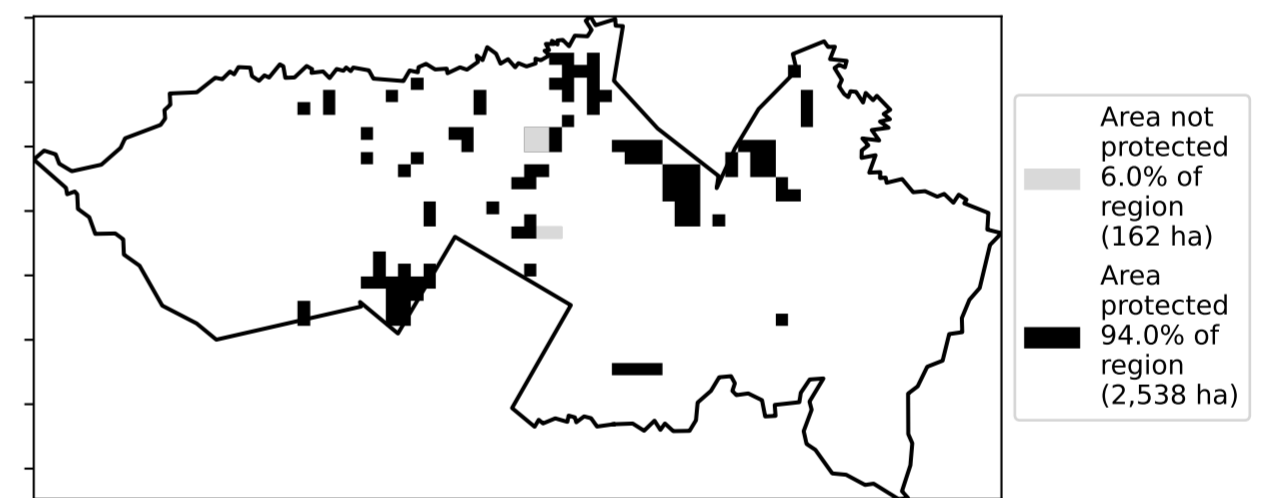 Area not
protected
6.0% of
region
(162 ha)
Area
protected
94.0% of
region
(2,538 ha)